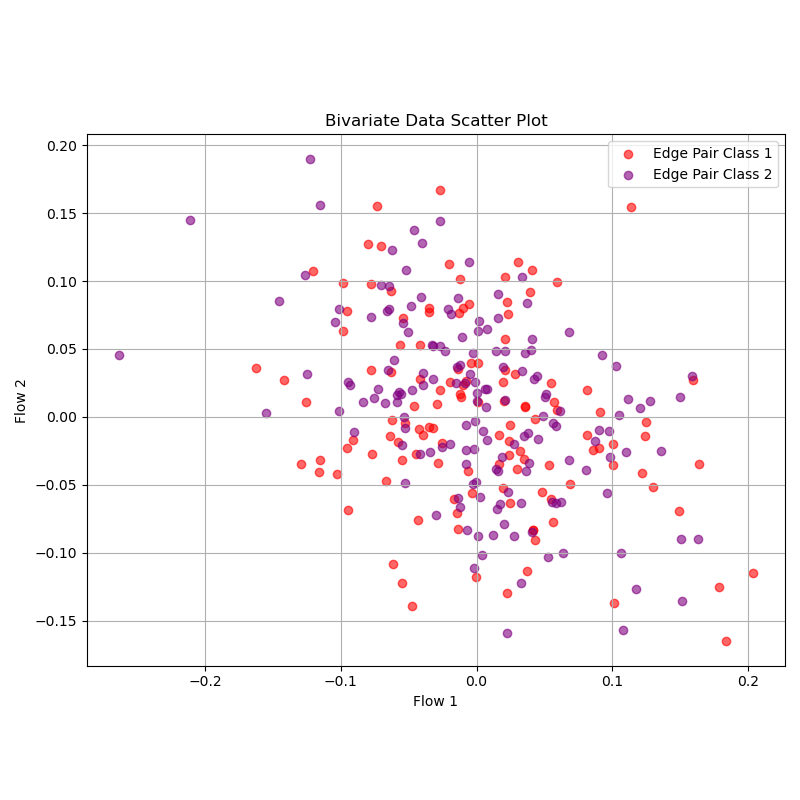 Bivariate Data Scatter Plot
Edge Pair Class 1
Edge Pair Class 2
0.20
0.15
0.10
0.05
0.00
−0.05
−0.10
−0.15
Flow 2
−0.2 −0.1 0.0 0.1 0.2
Flow 1